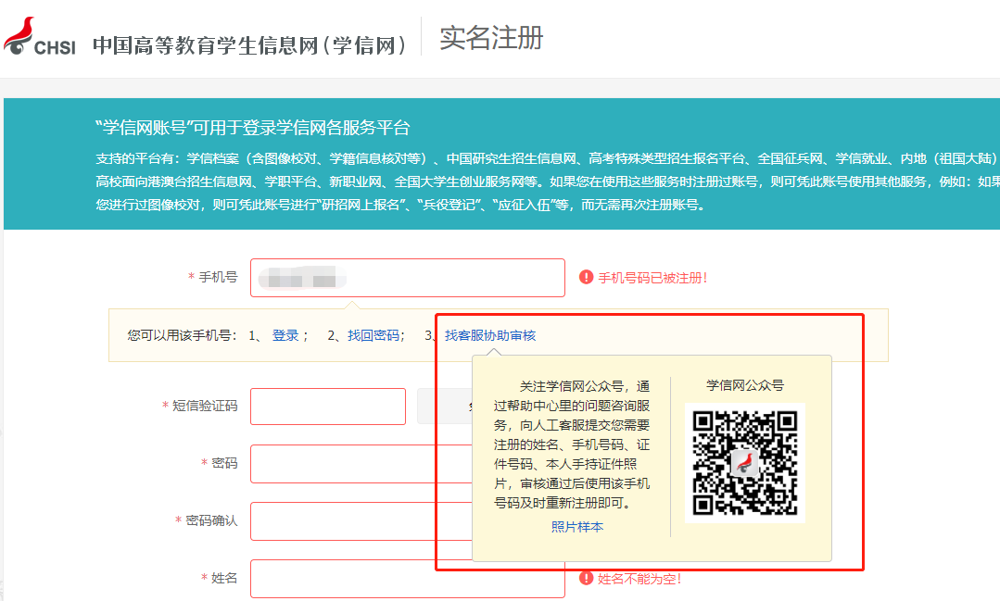 CHSI 中国高等教育学生信息网(学信网) 实名注册
“学信网账号”可用于登录学信网各服务平台
支持的平台有：学信档案（含图像校对、学籍信息核对等）、中国研究生招生信息网、高考特殊类型招生报名平台、全国征兵网、学信就业、内地（祖国大陆）
高校面向港澳台招生信息网、学职平台、新职业网、全国大学生创业服务网等。如果您在使用这些服务时注册过账号，则可凭此账号使用其他服务，例如：如果
您进行过图像校对，则可凭此账号进行“研招网上报名”、“兵役登记”、“应征入伍”等，而无需再次注册账号。
* 手机号
手机号码已被注册！
您可以用该手机号： 1、 登录 ； 2、找回密码； 3、找客服协助审核
关注学信网公众号，通
过帮助中心里的问题咨询服
务，向人工客服提交您需要
注册的姓名、手机号码、证
件号码、本人手持证件照
片，审核通过后使用该手机
号码及时重新注册即可。
照片样本
学信网公众号
* 短信验证码
* 密码
* 密码确认
* 姓名
姓名不能为空！